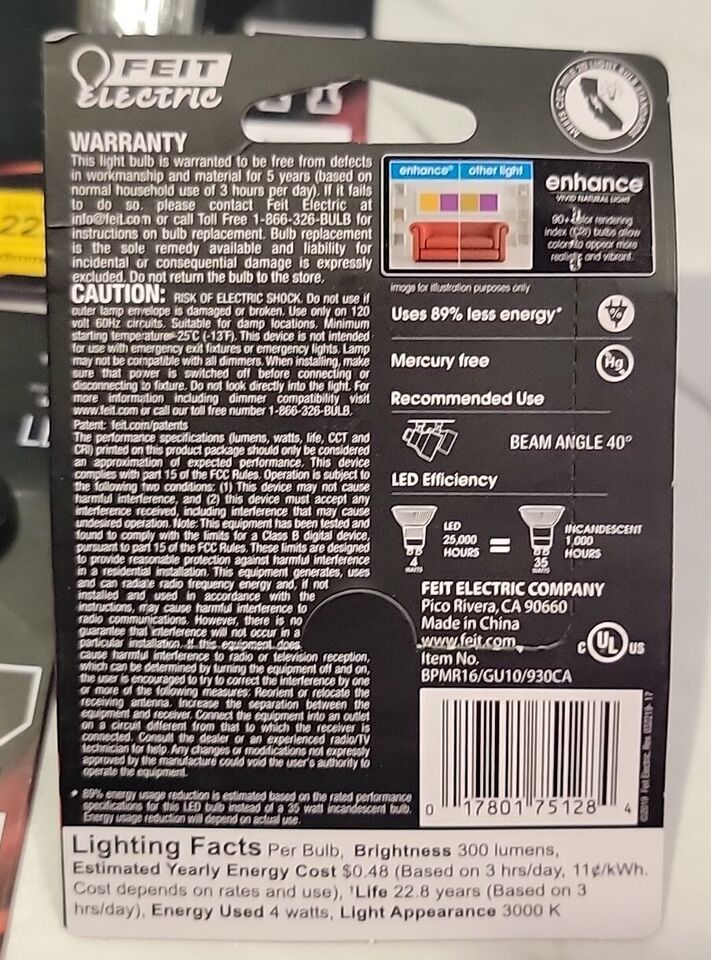 FEIT
Electric
WARRANTY
This light bulb is warranted to be free from defects
in workmanship and material for 5 years (based on
normal household use of 3 hours per day). If it fails
to do so, please contact Feit Electric at
info@feit.com or call Toll Free 1-866-326-BULB for
instructions on bulb replacement. Bulb replacement
is the sole remedy available and liability for
incidental or consequential damage is expressly
excluded. Do not return the bulb to the store.
CAUTION: RISK OF ELECTRIC SHOCK. Do not use if
outer lamp envelope is damaged or broken. Use only on 120
volt 60Hz circuits. Suitable for damp locations. Minimum
starting temperature -25°C (-13°F). This device is not intended
for use with emergency exit fixtures or emergency lights. Lamp
may not be compatible with all dimmers. When installing, make
sure that power is switched off before connecting or
disconnecting to fixture. Do not look directly into the light. For
more information including dimmer compatibility visit
www.feit.com or call our toll free number 1-866-326-BULB.
Patent: feit.com/patents
The performance specifications (lumens, watts, life, CCT and
CRI) printed on this product package should only be considered
an approximation of expected performance. This device
complies with part 15 of the FCC Rules. Operation is subject to
the following two conditions: (1) This device may not cause
harmful interference, and (2) this device must accept any
interference received, including interference that may cause
undesired operation. Note: This equipment has been tested and
found to comply with the limits for a Class B digital device,
pursuant to part 15 of the FCC Rules. These limits are designed
to provide reasonable protection against harmful interference
in a residential installation. This equipment generates, uses
and can radiate radio frequency energy and, if not
installed and used in accordance with the
instructions, may cause harmful interference to
radio communications. However, there is no
guarantee that interference will not occur in a
particular installation. If this equipment does
cause harmful interference to radio or television reception,
which can be determined by turning the equipment off and on,
the user is encouraged to try to correct the interference by one
or more of the following measures: Reorient or relocate the
receiving antenna. Increase the separation between the
equipment and receiver. Connect the equipment into an outlet
on a circuit different from that to which the receiver is
connected. Consult the dealer or an experienced radio/TV
technician for help. Any changes or modifications not expressly
approved by the manufacture could void the user's authority to
operate the equipment.
* 89% energy usage reduction is estimated based on the rated performance
specifications for this LED bulb instead of a 35 watt incandescent bulb.
Energy usage reduction will depend on actual use.
enhance® other light
enhance
VIVID NATURAL LIGHT
90+ color rendering
index (CRI) bulbs allow
colors to appear more
realistic and vibrant.
Image for illustration purposes only
Uses 89% less energy*
%
Mercury free
Hg
Recommended Use
BEAM ANGLE 40°
LED Efficiency
LED
25,000
HOURS
4
WATTS
=
INCANDESCENT
1,000
HOURS
35
WATTS
FEIT ELECTRIC COMPANY
Pico Rivera, CA 90660
Made in China
www.feit.com
Item No.
BPMR16/GU10/930CA
c UL US
0 17801 75128 4
Lighting Facts Per Bulb, Brightness 300 lumens,
Estimated Yearly Energy Cost $0.48 (Based on 3 hrs/day, 11¢/kWh.
Cost depends on rates and use), †Life 22.8 years (Based on 3
hrs/day), Energy Used 4 watts, Light Appearance 3000 K
22